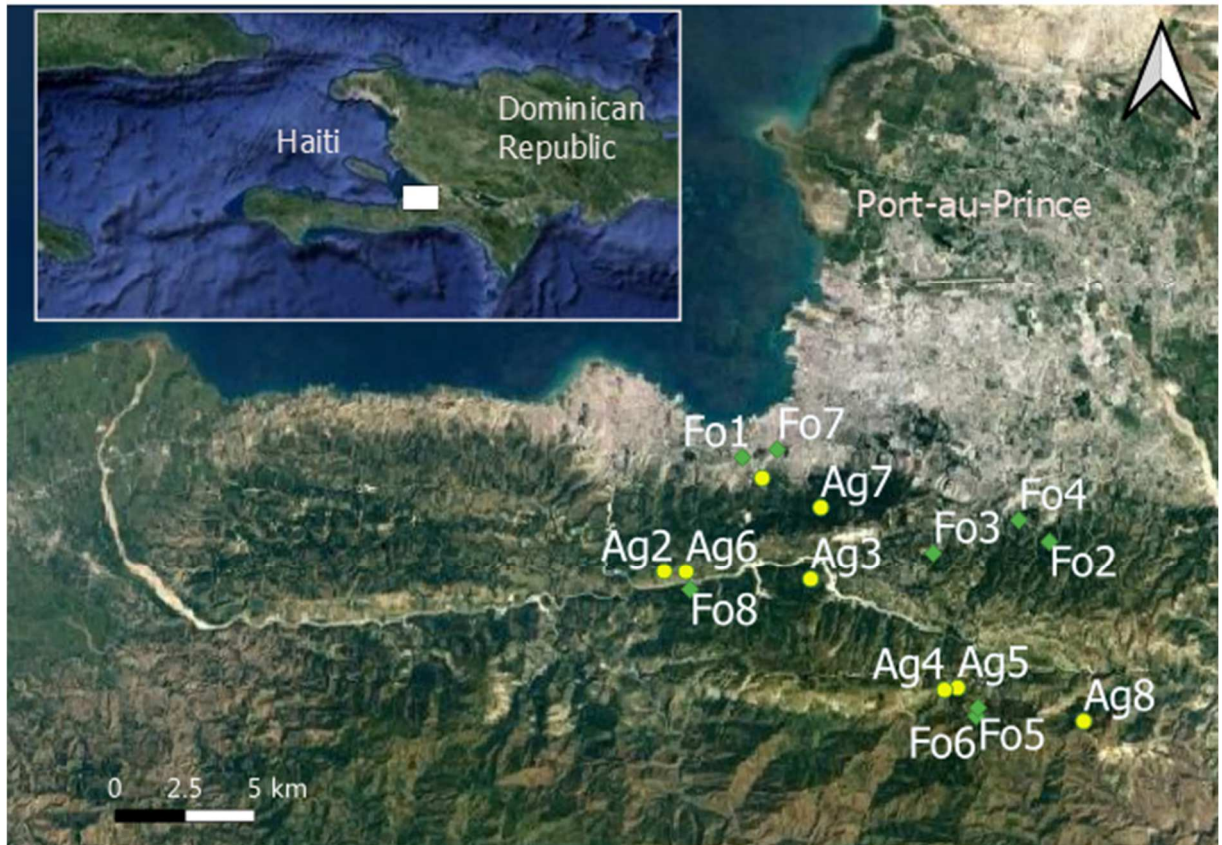 Dominican
Republic
Haiti
Port-au-Prince
Fo1
Fo7
Ag7
Fo4
Fo3
Fo2
Ag2
Ag6
Ag3
Fo8
Ag4
Ag5
Ag8
Fo6
Fo5
0 2.5 5 km